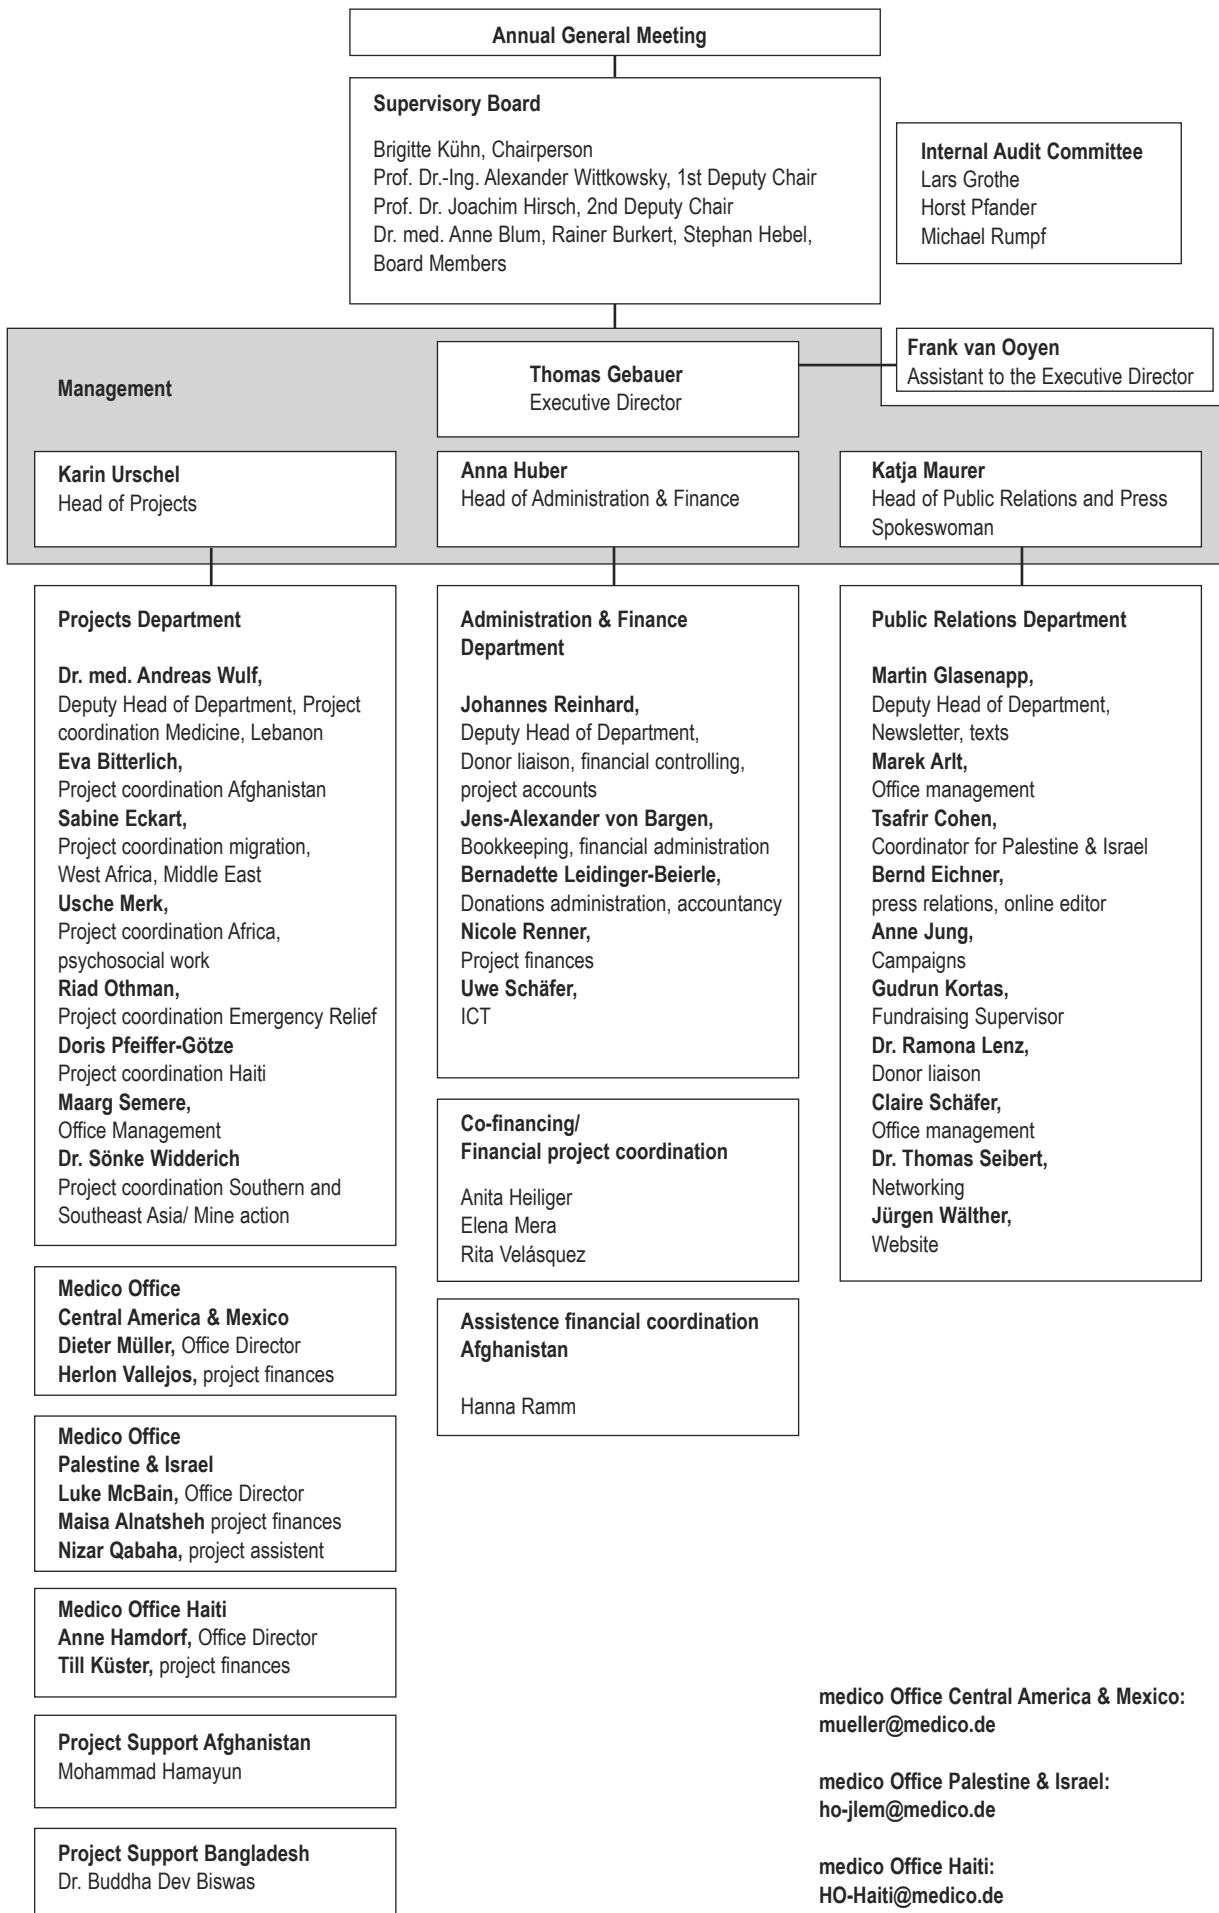 Annual General Meeting
Supervisory Board
Brigitte Kühn, Chairperson
Prof. Dr.-Ing. Alexander Wittkowsky, 1st Deputy Chair
Prof. Dr. Joachim Hirsch, 2nd Deputy Chair
Dr. med. Anne Blum, Rainer Burkert, Stephan Hebel,
Board Members
Internal Audit Committee
Lars Grothe
Horst Pfander
Michael Rumpf
Management
Thomas Gebauer
Executive Director
Frank van Ooyen
Assistant to the Executive Director
Karin Urschel
Head of Projects
Anna Huber
Head of Administration & Finance
Katja Maurer
Head of Public Relations and Press
Spokeswoman
Projects Department
Dr. med. Andreas Wulf,
Deputy Head of Department, Project
coordination Medicine, Lebanon
Eva Bitterlich,
Project coordination Afghanistan
Sabine Eckart,
Project coordination migration,
West Africa, Middle East
Usche Merk,
Project coordination Africa,
psychosocial work
Riad Othman,
Project coordination Emergency Relief
Doris Pfeiffer-Götze
Project coordination Haiti
Maarg Semere,
Office Management
Dr. Sönke Widderich
Project coordination Southern and
Southeast Asia/ Mine action
Medico Office
Central America & Mexico
Dieter Müller, Office Director
Herlon Vallejos, project finances
Medico Office
Palestine & Israel
Luke McBain, Office Director
Maisa Alnatsheh project finances
Nizar Qabaha, project assistent
Medico Office Haiti
Anne Hamdorf, Office Director
Till Küster, project finances
Project Support Afghanistan
Mohammad Hamayun
Project Support Bangladesh
Dr. Buddha Dev Biswas
Administration & Finance
Department
Johannes Reinhard,
Deputy Head of Department,
Donor liaison, financial controlling,
project accounts
Jens-Alexander von Bargen,
Bookkeeping, financial administration
Bernadette Leidinger-Beierle,
Donations administration, accountancy
Nicole Renner,
Project finances
Uwe Schäfer,
ICT
Co-financing/
Financial project coordination
Anita Heiliger
Elena Mera
Rita Velásquez
Assistence financial coordination
Afghanistan
Hanna Ramm
Public Relations Department
Martin Glasenapp,
Deputy Head of Department,
Newsletter, texts
Marek Arlt,
Office management
Tsafrir Cohen,
Coordinator for Palestine & Israel
Bernd Eichner,
press relations, online editor
Anne Jung,
Campaigns
Gudrun Kortas,
Fundraising Supervisor
Dr. Ramona Lenz,
Donor liaison
Claire Schäfer,
Office management
Dr. Thomas Seibert,
Networking
Jürgen Wälther,
Website
medico Office Central America & Mexico:
mueller@medico.de
medico Office Palestine & Israel:
ho-jlem@medico.de
medico Office Haiti:
HO-Haiti@medico.de